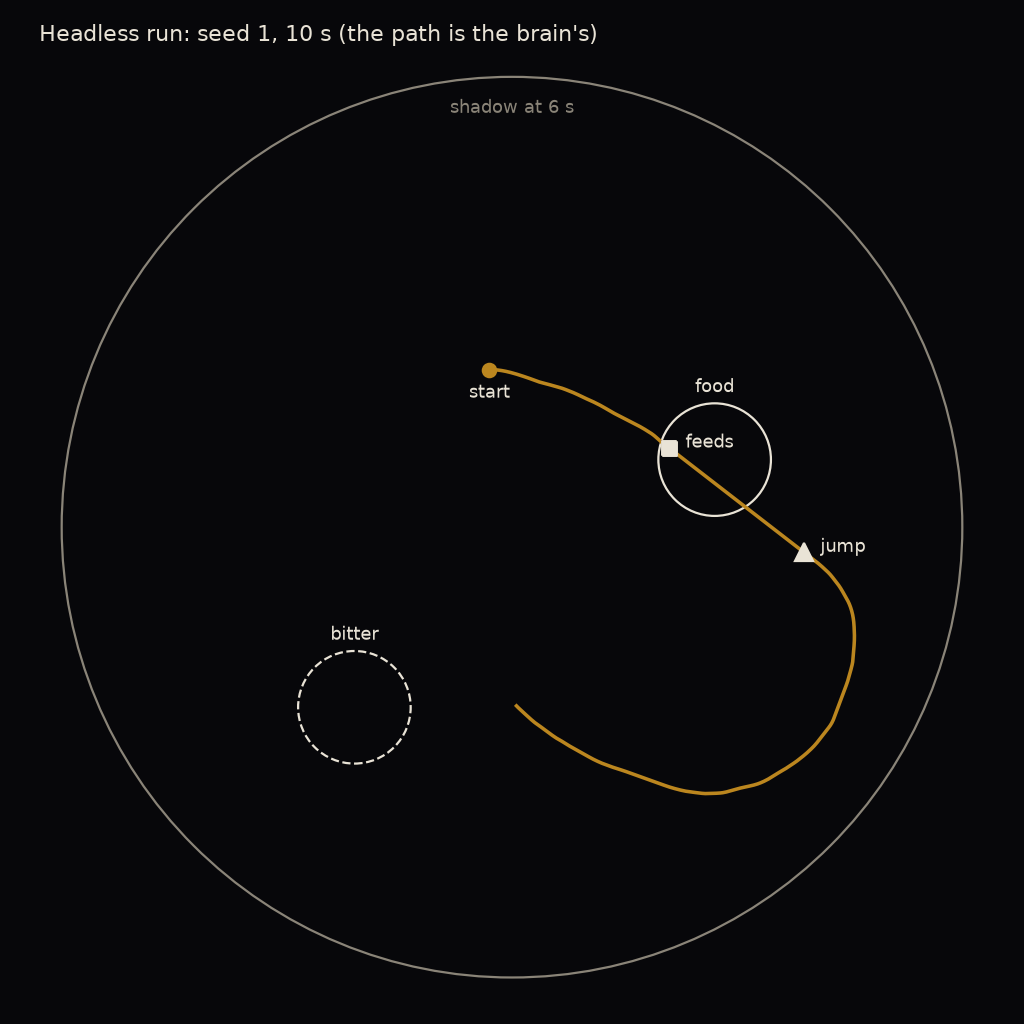 Headless run: seed 1, 10 s (the path is the brain's)
shadow at 6 s
start
food
feeds
jump
bitter